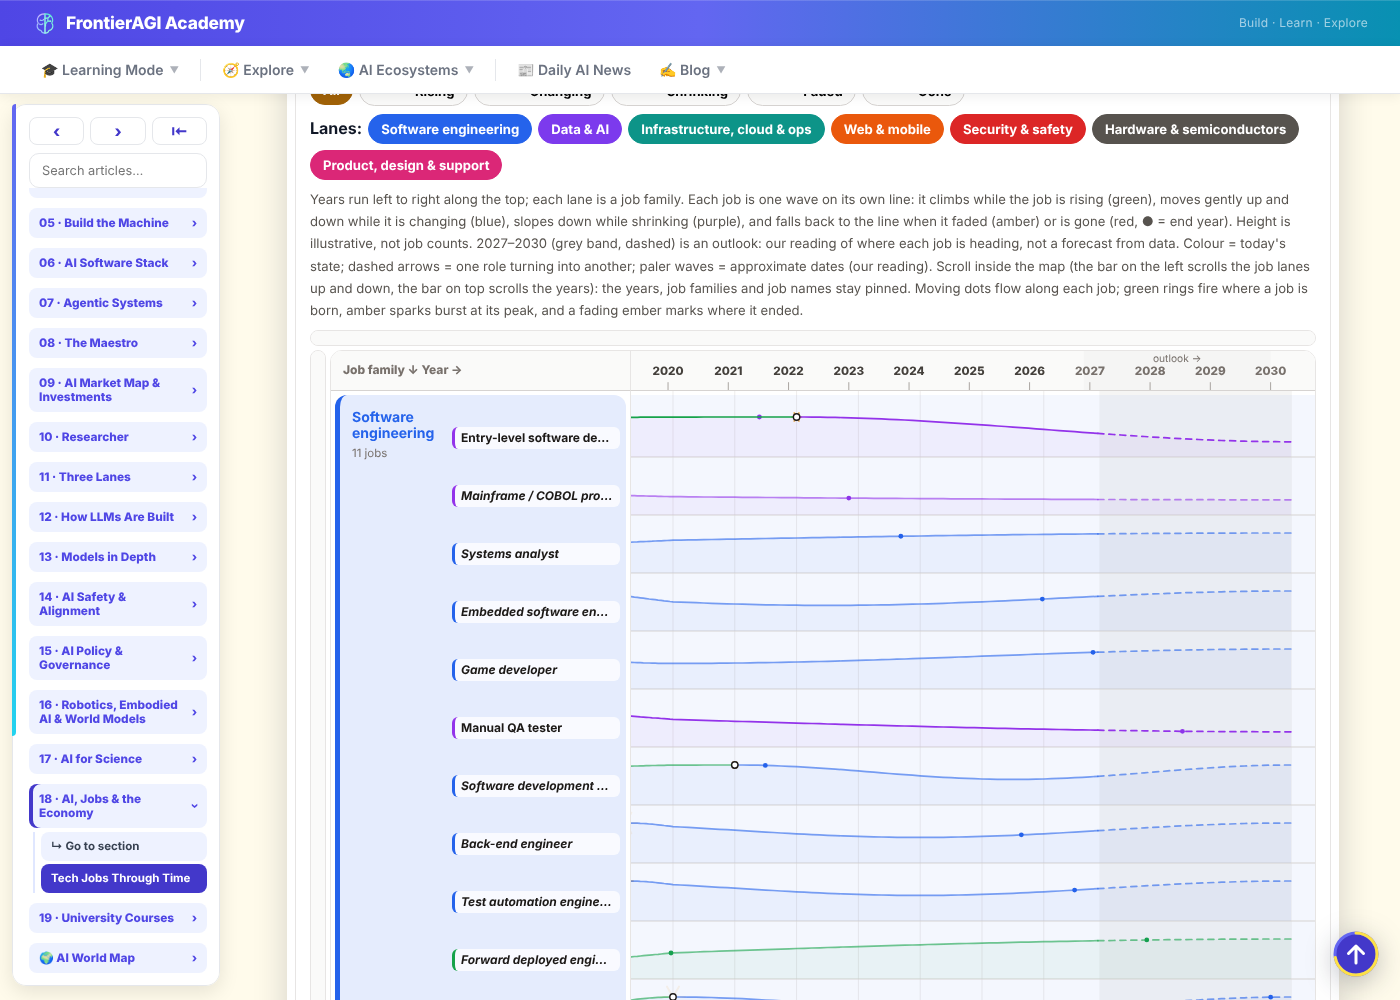 FrontierAGI Academy
Build · Learn · Explore
🎓 Learning Mode ▼
🧭 Explore ▼
🌏 AI Ecosystems ▼
📰 Daily AI News
✍️ Blog ▼
‹ › ⇤
Search articles...
05 · Build the Machine ›
06 · AI Software Stack ›
07 · Agentic Systems ›
08 · The Maestro ›
09 · AI Market Map &
Investments ›
10 · Researcher ›
11 · Three Lanes ›
12 · How LLMs Are Built ›
13 · Models in Depth ›
14 · AI Safety &
Alignment ›
15 · AI Policy &
Governance ›
16 · Robotics, Embodied
AI & World Models ›
17 · AI for Science ›
18 · AI, Jobs & the
Economy ›
↪ Go to section
Tech Jobs Through Time
19 · University Courses ›
🌍 AI World Map ›
Rising Changing Shrinking Faded Gone
Lanes: Software engineering Data & AI Infrastructure, cloud & ops Web & mobile Security & safety Hardware & semiconductors
Product, design & support
Years run left to right along the top; each lane is a job family. Each job is one wave on its own line: it climbs while the job is rising (green), moves gently up and
down while it is changing (blue), slopes down while shrinking (purple), and falls back to the line when it faded (amber) or is gone (red, ● = end year). Height is
illustrative, not job counts. 2027–2030 (grey band, dashed) is an outlook: our reading of where each job is heading, not a forecast from data. Colour = today's
state; dashed arrows = one role turning into another; paler waves = approximate dates (our reading). Scroll inside the map (the bar on the left scrolls the job lanes
up and down, the bar on top scrolls the years): the years, job families and job names stay pinned. Moving dots flow along each job; green rings fire where a job is
born, amber sparks burst at its peak, and a fading ember marks where it ended.
Job family ↓ Year →
outlook →
2020 2021 2022 2023 2024 2025 2026 2027 2028 2029 2030
Software
engineering
11 jobs
Entry-level software de...
Mainframe / COBOL pro...
Systems analyst
Embedded software en...
Game developer
Manual QA tester
Software development ...
Back-end engineer
Test automation engine...
Forward deployed engi...